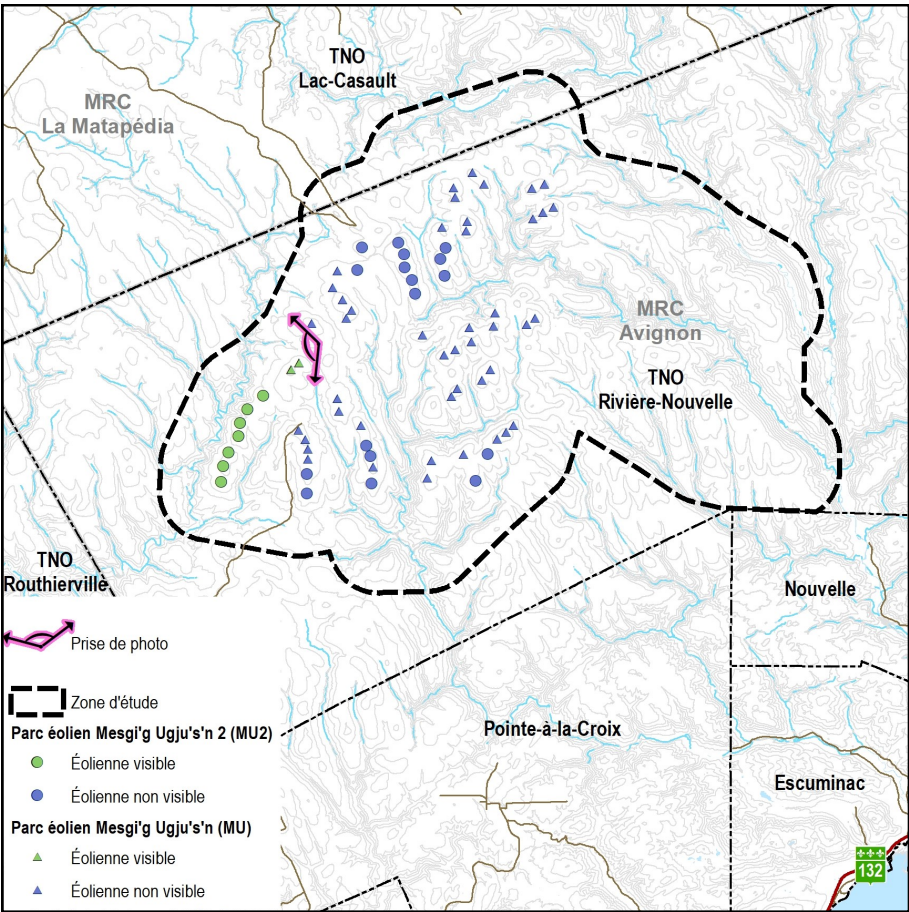 TNO
Lac-Casault
MRC
La Matapédia
MRC
Avignon
TNO
Rivière-Nouvelle
TNO
Routhierville
Nouvelle
Prise de photo
Zone d'étude
Parc éolien Mesgi'g Ugju's'n 2 (MU2)
Pointe-à-la-Croix
Éolienne visible
Escuminac
Éolienne non visible
Parc éolien Mesgi'g Ugju's'n (MU)
Éolienne visible
132
Éolienne non visible